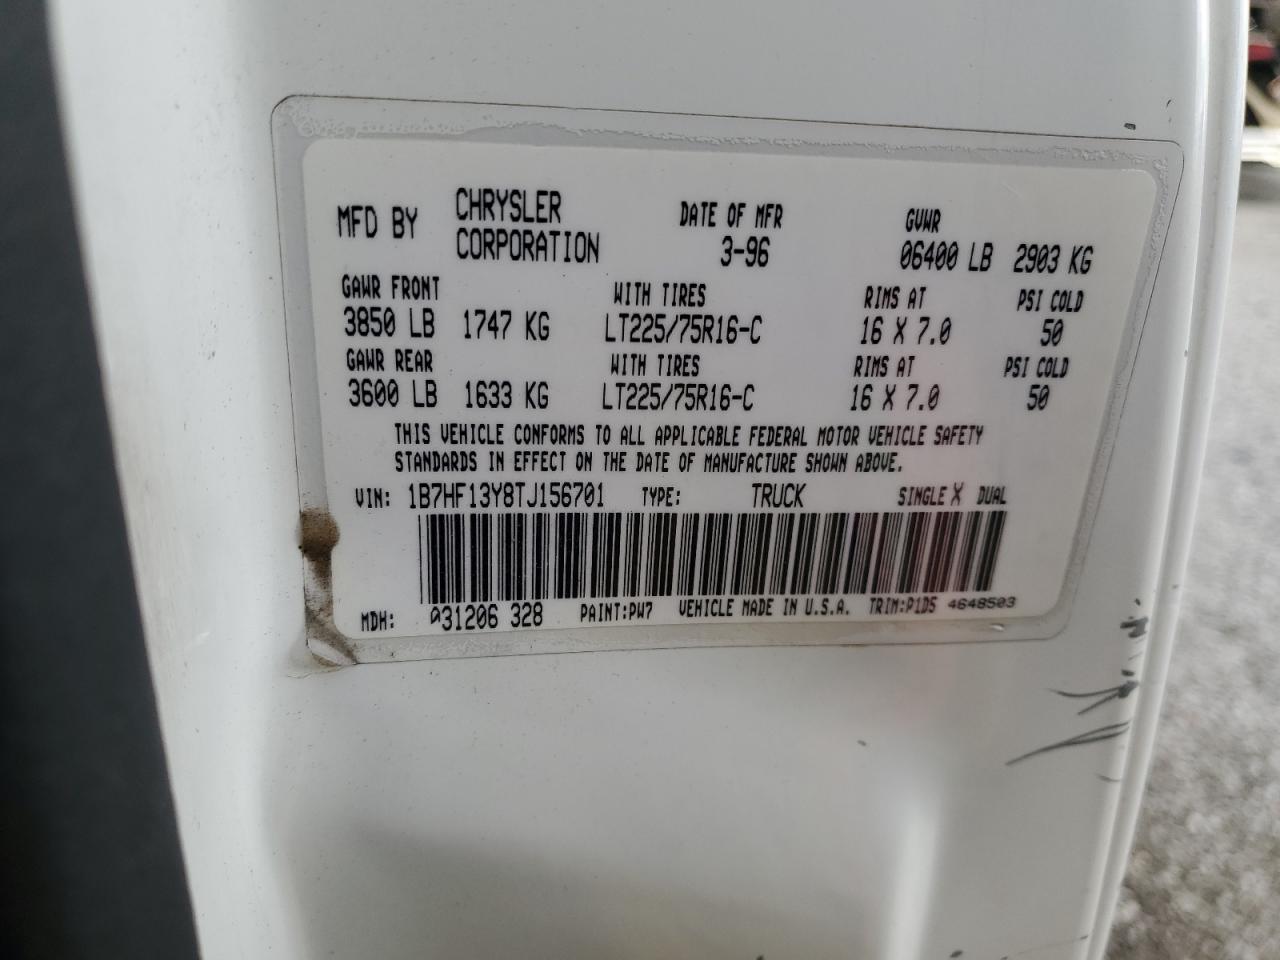 MFD BY CHRYSLER CORPORATION DATE OF MFR 3-96 GVWR 06400 LB 2903 KG
GAWR FRONT WITH TIRES RIMS AT PSI COLD
3850 LB 1747 KG LT225/75R16-C 16 X 7.0 50
GAWR REAR WITH TIRES RIMS AT PSI COLD
3600 LB 1633 KG LT225/75R16-C 16 X 7.0 50
THIS VEHICLE CONFORMS TO ALL APPLICABLE FEDERAL MOTOR VEHICLE SAFETY
STANDARDS IN EFFECT ON THE DATE OF MANUFACTURE SHOWN ABOVE.
VIN: 1B7HF13Y8TJ156701 TYPE: TRUCK SINGLE X DUAL
MDH: 031206 328 PAINT:PW7 VEHICLE MADE IN U.S.A. TRIM:P1D5 4648503